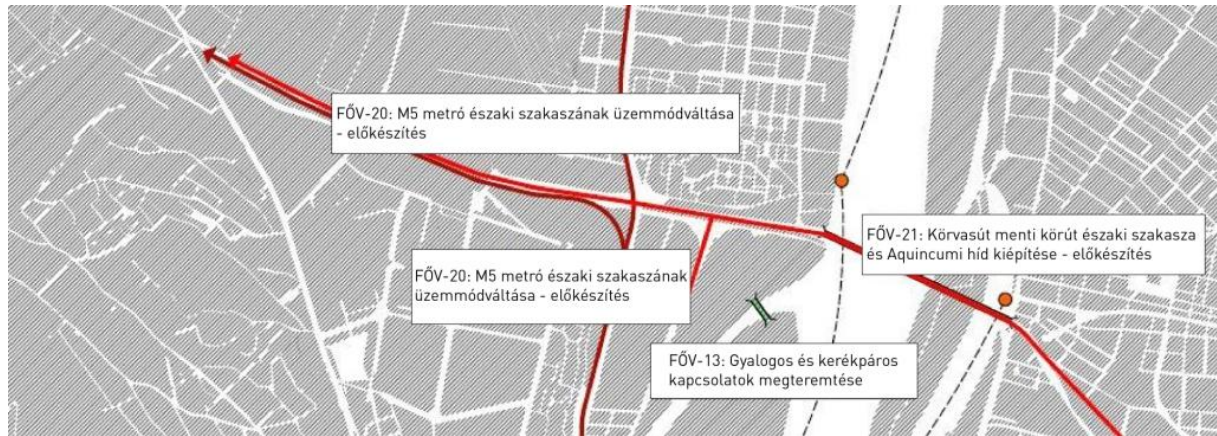 FŐV-20: M5 metró északi szakaszának üzemmódváltása
- előkészítés
FŐV-21: Körvasút menti körút északi szakasza
és Aquincumi híd kiépítése - előkészítés
FŐV-20: M5 metró északi szakaszának
üzemmódváltása - előkészítés
FŐV-13: Gyalogos és kerékpáros
kapcsolatok megteremtése